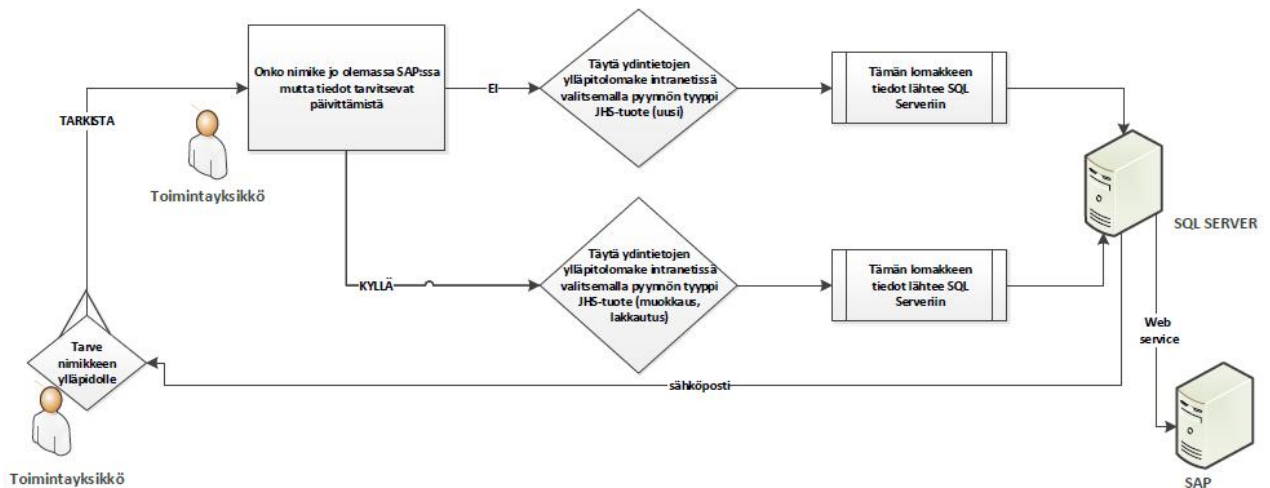 TARKISTA
Toimintayksikkö
Onko nimike jo olemassa SAP:ssa
mutta tiedot tarvitsevat
päivittämistä
EI
Täytä ydintietojen
ylläpitolomake intranetissä
valitsemalla pyynnön tyyppi
JHS-tuote (uusi)
Tämän lomakkeen
tiedot lähtee SQL
Serveriin
SQL SERVER
KYLLÄ
Täytä ydintietojen
ylläpitolomake intranetissä
valitsemalla pyynnön tyyppi
JHS-tuote (muokkaus,
lakkautus)
Tämän lomakkeen
tiedot lähtee SQL
Serveriin
Web
service
Tarve
nimikkeen
ylläpidolle
sähköposti
Toimintayksikkö
SAP